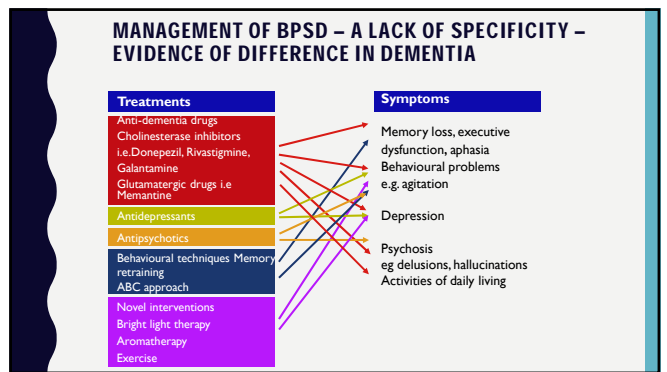 MANAGEMENT OF BPSD – A LACK OF SPECIFICITY –
EVIDENCE OF DIFFERENCE IN DEMENTIA
Treatments
Anti-dementia drugs
Cholinesterase inhibitors
i.e.Donepezil, Rivastigmine,
Galantamine
Glutamatergic drugs i.e
Memantine
Antidepressants
Antipsychotics
Behavioural techniques Memory
retraining
ABC approach
Novel interventions
Bright light therapy
Aromatherapy
Exercise
Symptoms
Memory loss, executive
dysfunction, aphasia
Behavioural problems
e.g. agitation
Depression
Psychosis
eg delusions, hallucinations
Activities of daily living